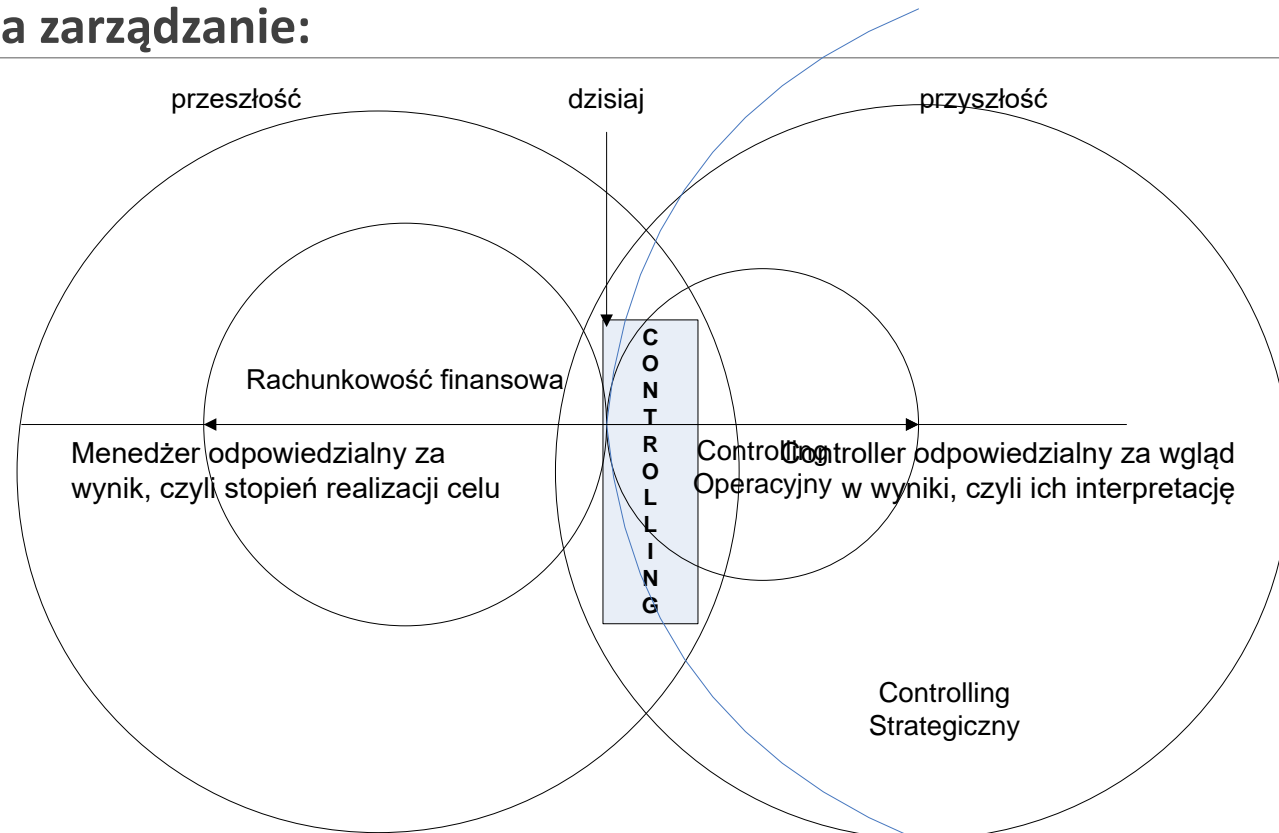 a zarządzanie:
przeszłość
dzisiaj
przyszłość
Rachunkowość finansowa
Menedżer odpowiedzialny za
wynik, czyli stopień realizacji celu
C
O
N
T
R
O
L
L
I
N
G
Controlling
Operacyjny
Controller odpowiedzialny za wgląd
w wyniki, czyli ich interpretację
Controlling
Strategiczny